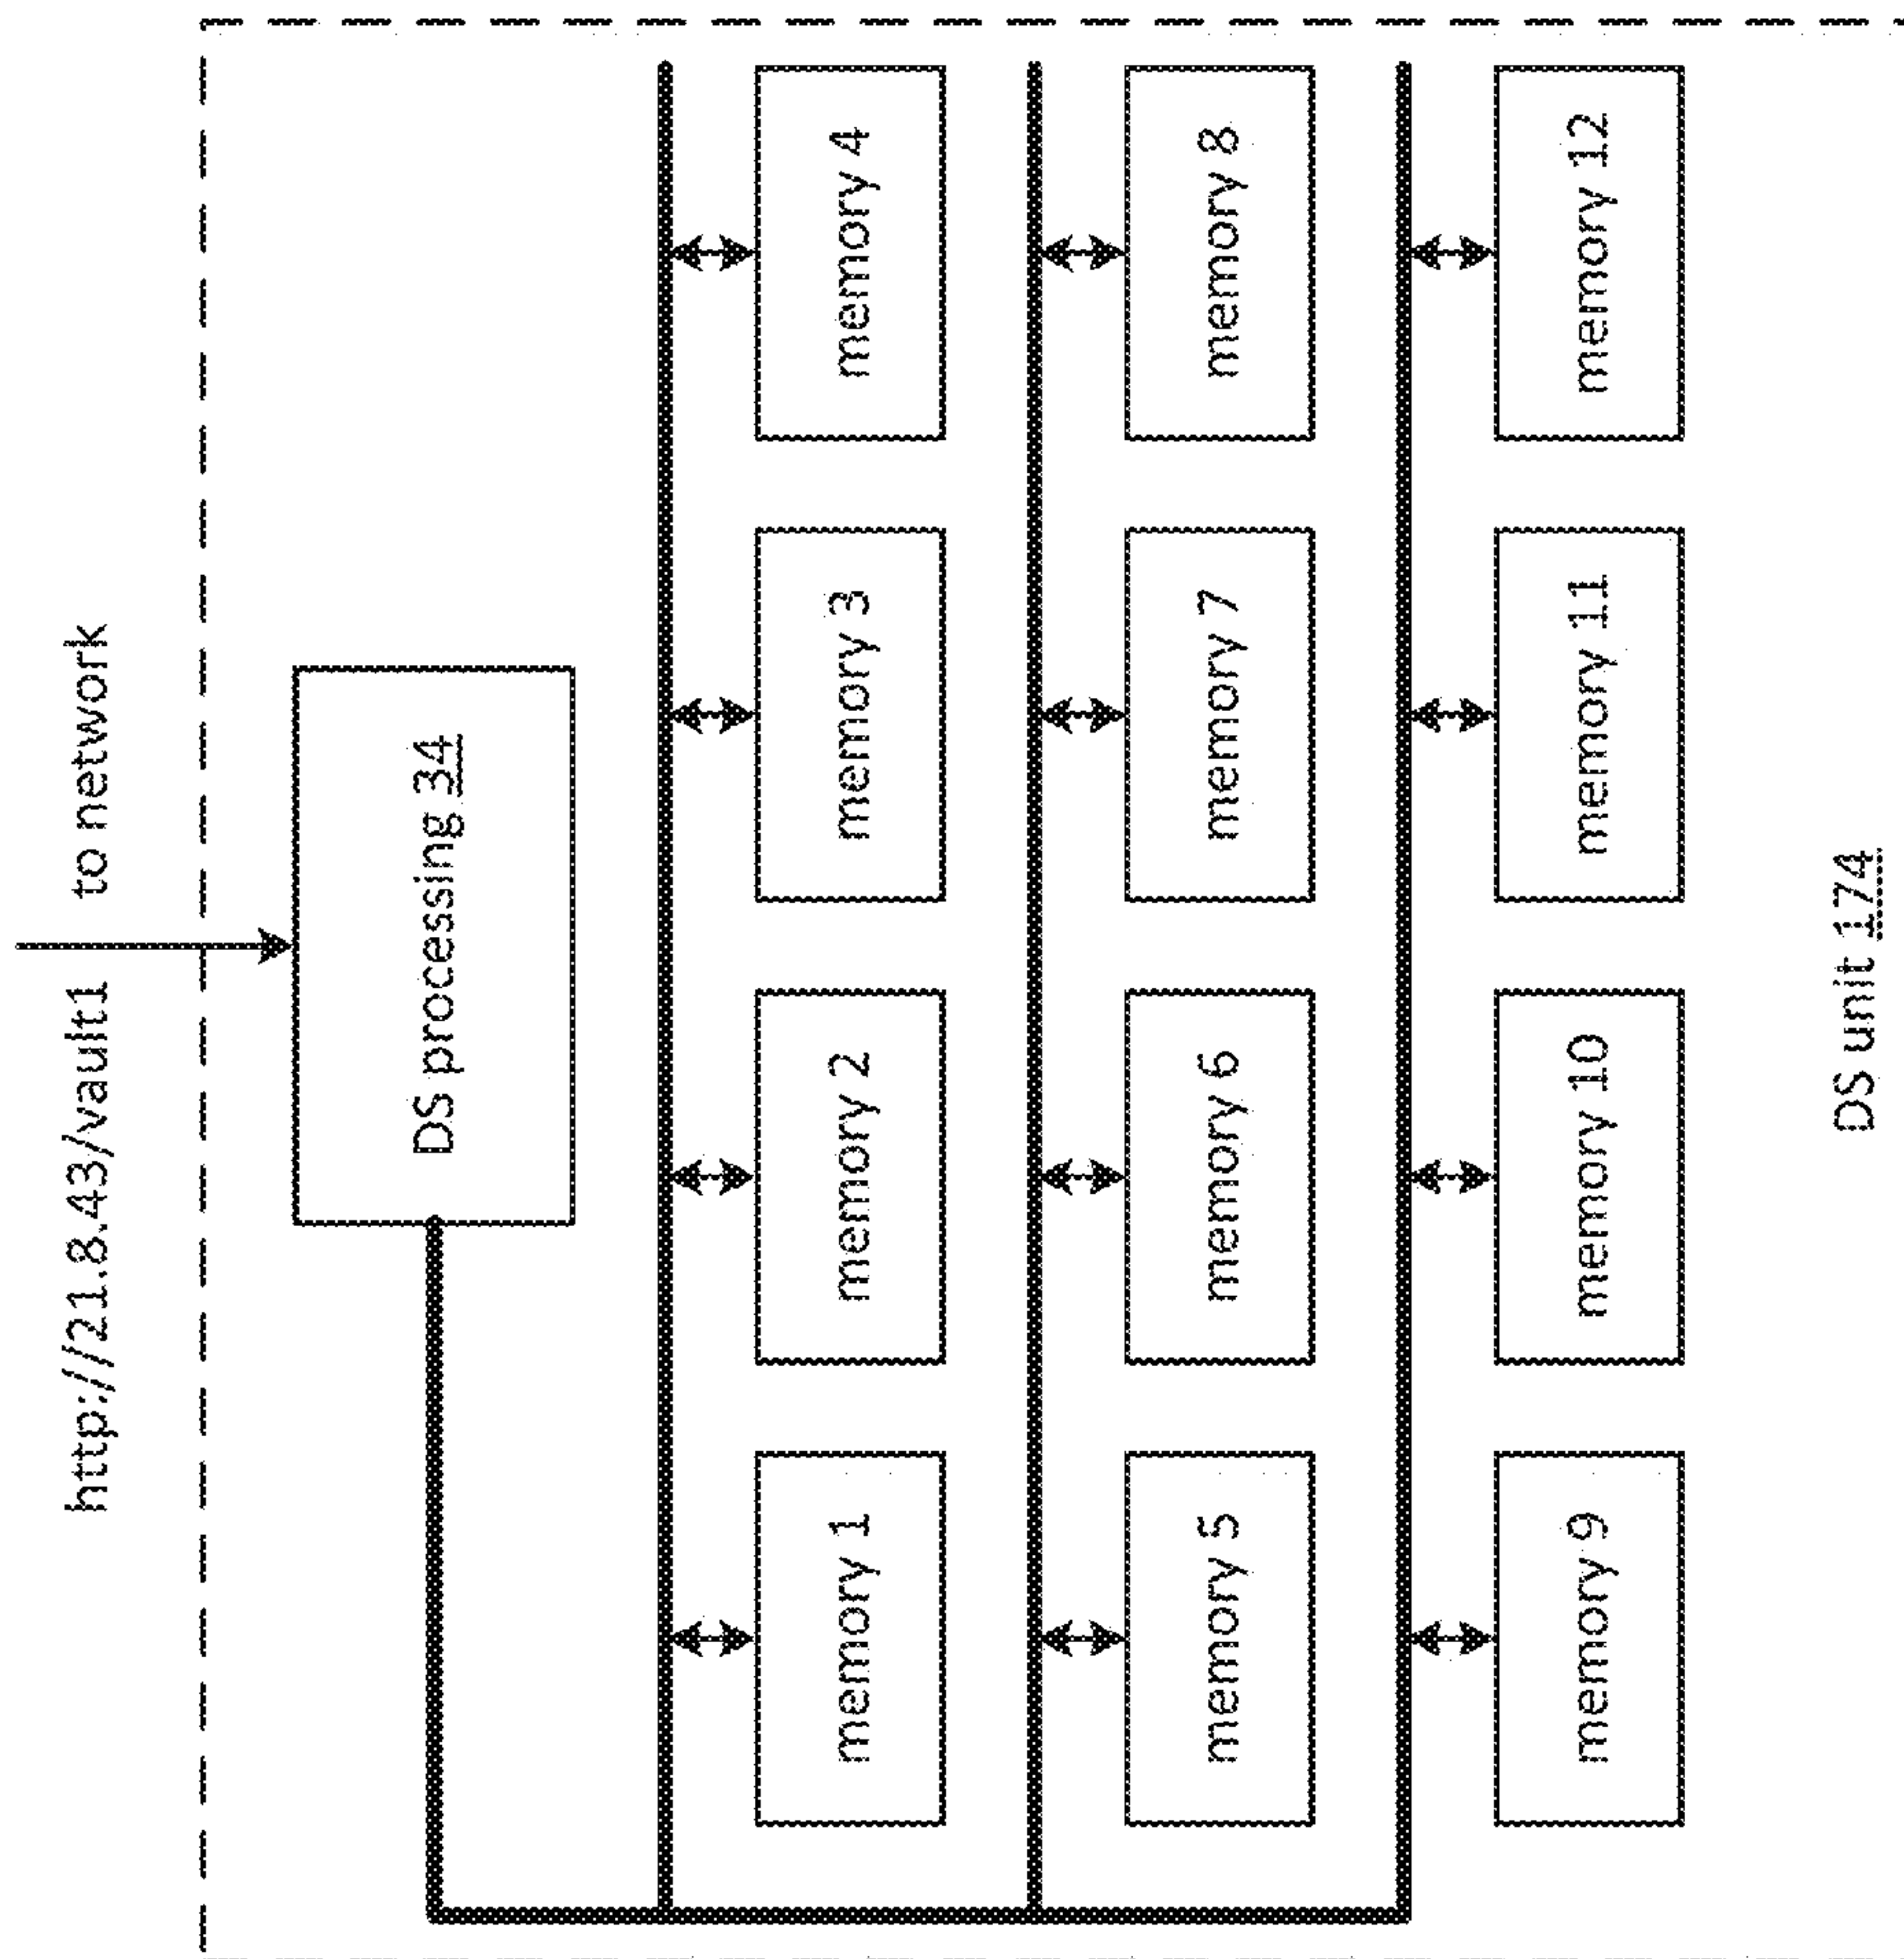 http://21.8.43/vault1 to network
DS processing 34
memory 1
memory 2
memory 3
memory 4
memory 5
memory 6
memory 7
memory 8
memory 9
memory 10
memory 11
memory 12
DS unit 174